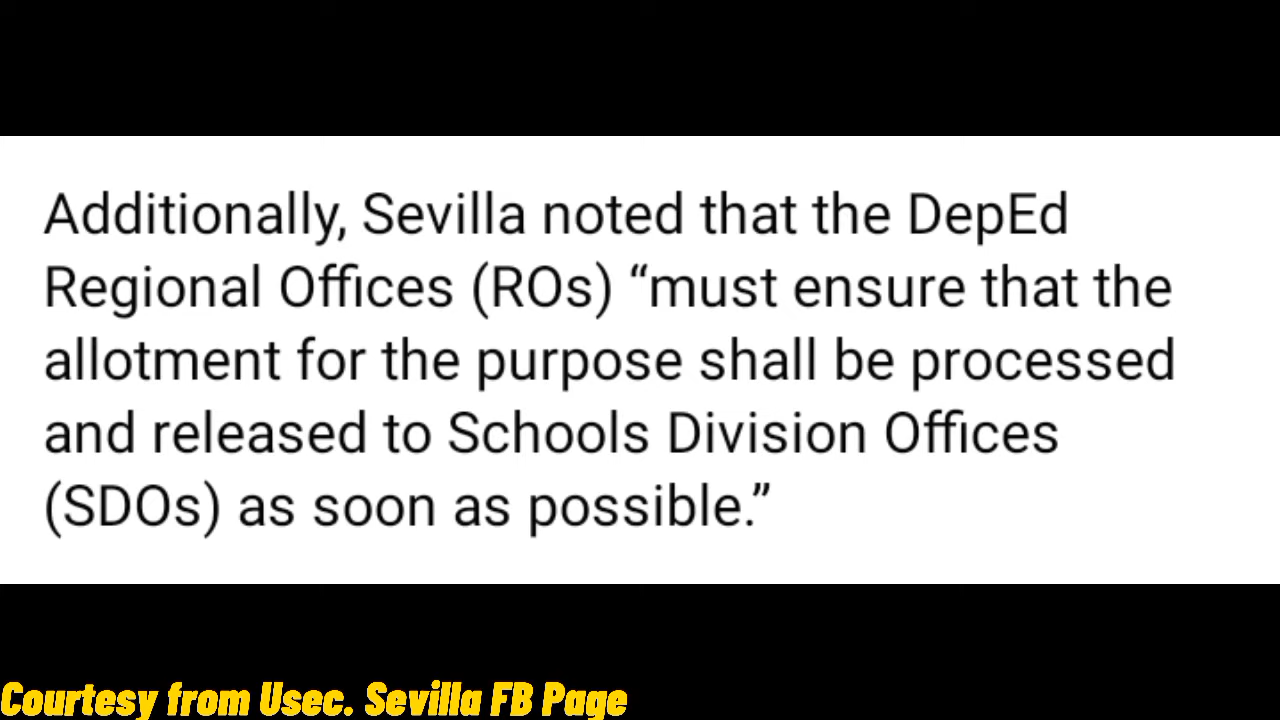 Additionally, Sevilla noted that the DepEd
Regional Offices (ROs) “must ensure that the
allotment for the purpose shall be processed
and released to Schools Division Offices
(SDOs) as soon as possible.”
Courtesy from Usec. Sevilla FB Page